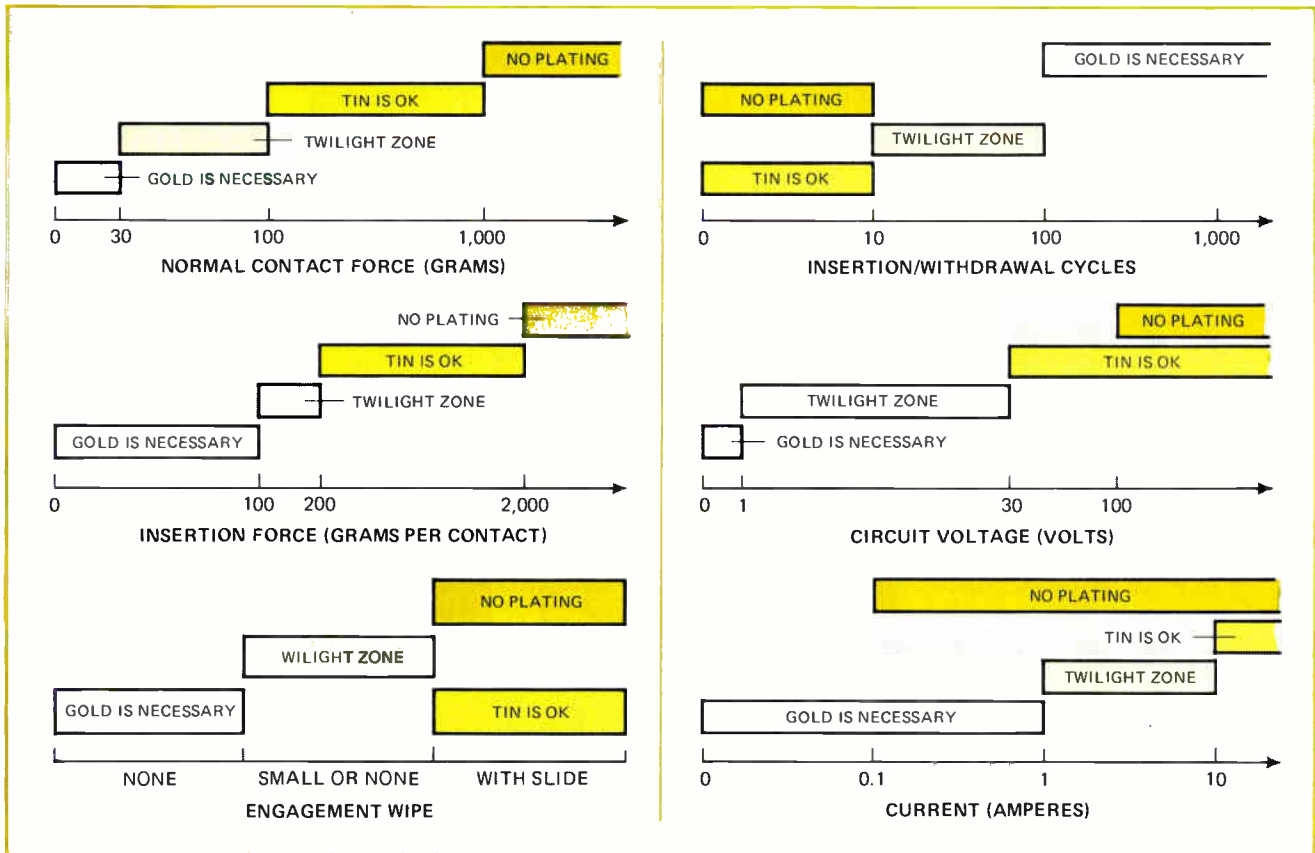 NO PLATING
TIN IS OK
TWILIGHT ZONE
GOLD IS NECESSARY
0 30 100 1,000
NORMAL CONTACT FORCE (GRAMS)
NO PLATING
TIN IS OK
TWILIGHT ZONE
GOLD IS NECESSARY
0 100 200 2,000
INSERTION FORCE (GRAMS PER CONTACT)
NO PLATING
WILIGHT ZONE
GOLD IS NECESSARY TIN IS OK
NONE SMALL OR NONE WITH SLIDE
ENGAGEMENT WIPE
GOLD IS NECESSARY
NO PLATING
TWILIGHT ZONE
TIN IS OK
0 10 100 1,000
INSERTION/WITHDRAWAL CYCLES
NO PLATING
TIN IS OK
TWILIGHT ZONE
GOLD IS NECESSARY
0 1 30 100
CIRCUIT VOLTAGE (VOLTS)
NO PLATING
TIN IS OK
TWILIGHT ZONE
GOLD IS NECESSARY
0 0.1 1 10
CURRENT (AMPERES)